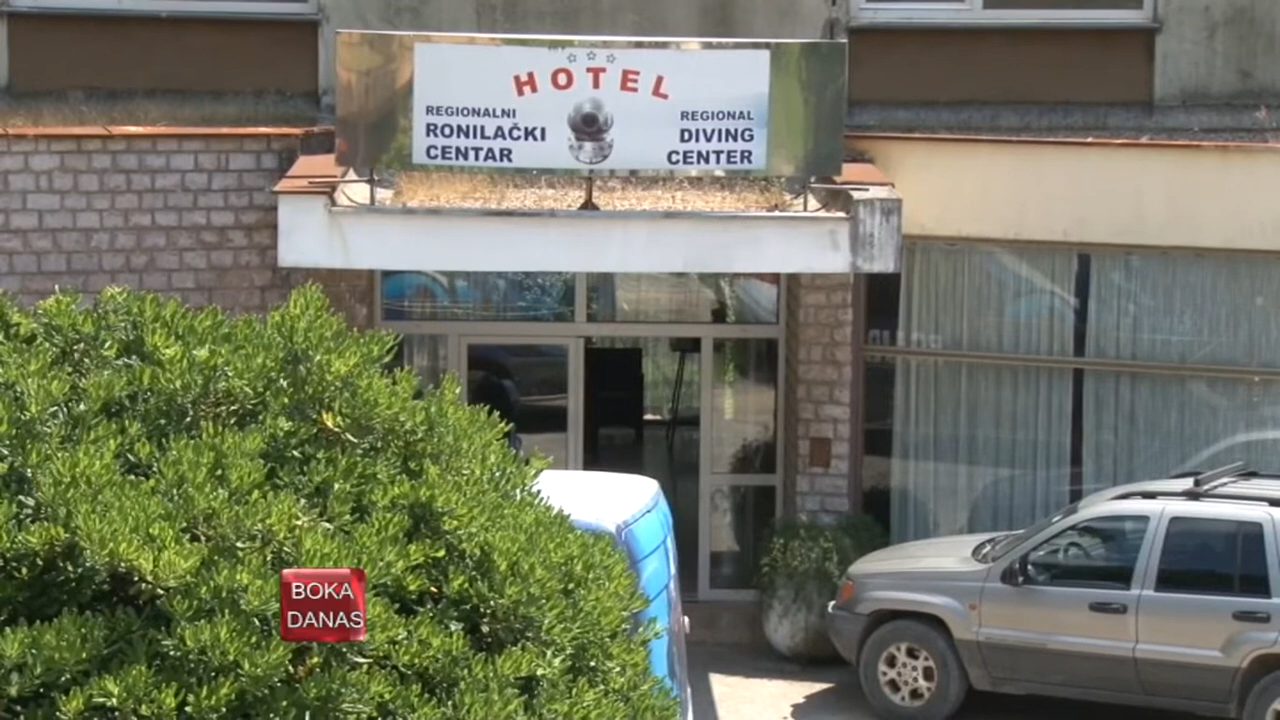 HOTEL
REGIONALNI
RONILAČKI
CENTAR
REGIONAL
DIVING
CENTER
BOKA
DANAS